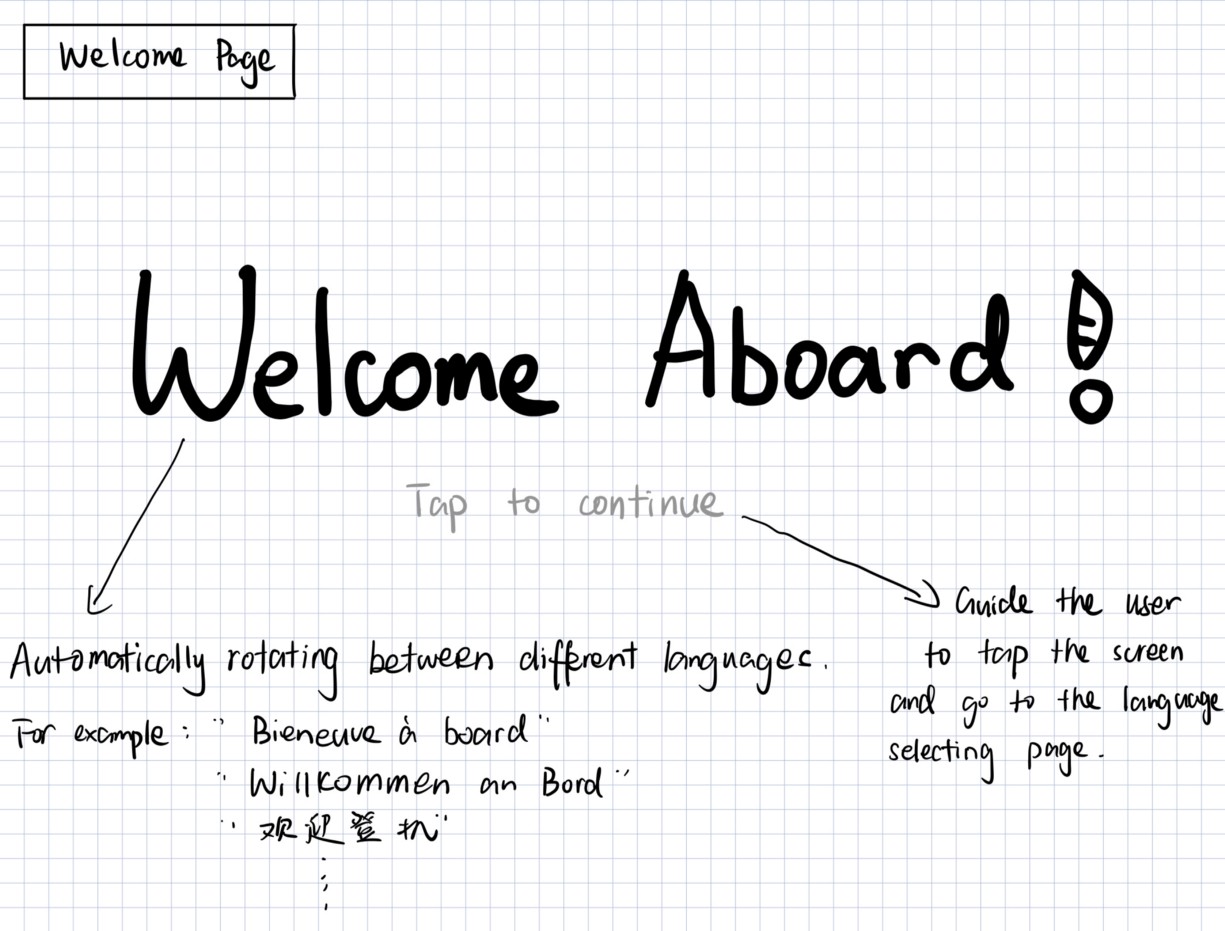 Welcome Page
Welcome Aboard!
Tap to continue
Automatically rotating between different languages.
For example: "Bieneuve à board"
"Willkommen an Bord"
"欢迎登机"
Guide the user
to tap the screen
and go to the language
selecting page.